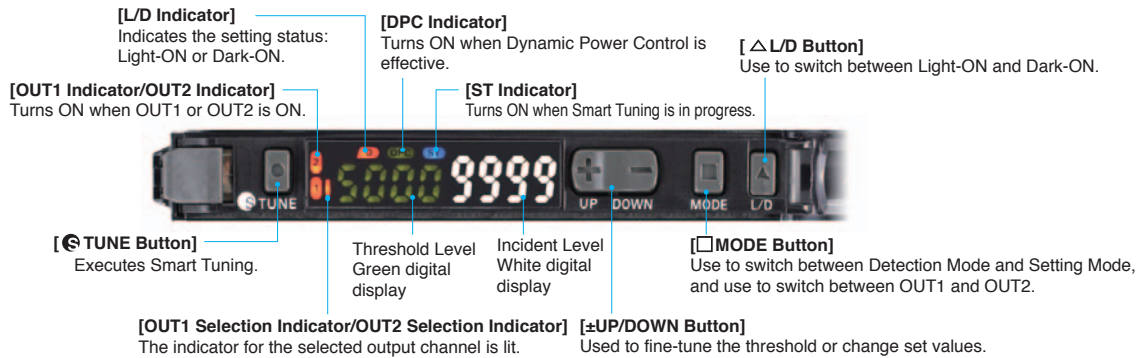 [L/D Indicator]
Indicates the setting status:
Light-ON or Dark-ON.
[DPC Indicator]
Turns ON when Dynamic Power Control is
effective.
[△L/D Button]
Use to switch between Light-ON and Dark-ON.
[OUT1 Indicator/OUT2 Indicator]
Turns ON when OUT1 or OUT2 is ON.
[ST Indicator]
Turns ON when Smart Tuning is in progress.
2
L/D DPC ST
1 5000 9999
S TUNE
UP DOWN
MODE
L/D
[S TUNE Button]
Executes Smart Tuning.
Threshold Level
Green digital
display
Incident Level
White digital
display
[□MODE Button]
Use to switch between Detection Mode and Setting Mode,
and use to switch between OUT1 and OUT2.
[OUT1 Selection Indicator/OUT2 Selection Indicator]
The indicator for the selected output channel is lit.
[±UP/DOWN Button]
Used to fine-tune the threshold or change set values.